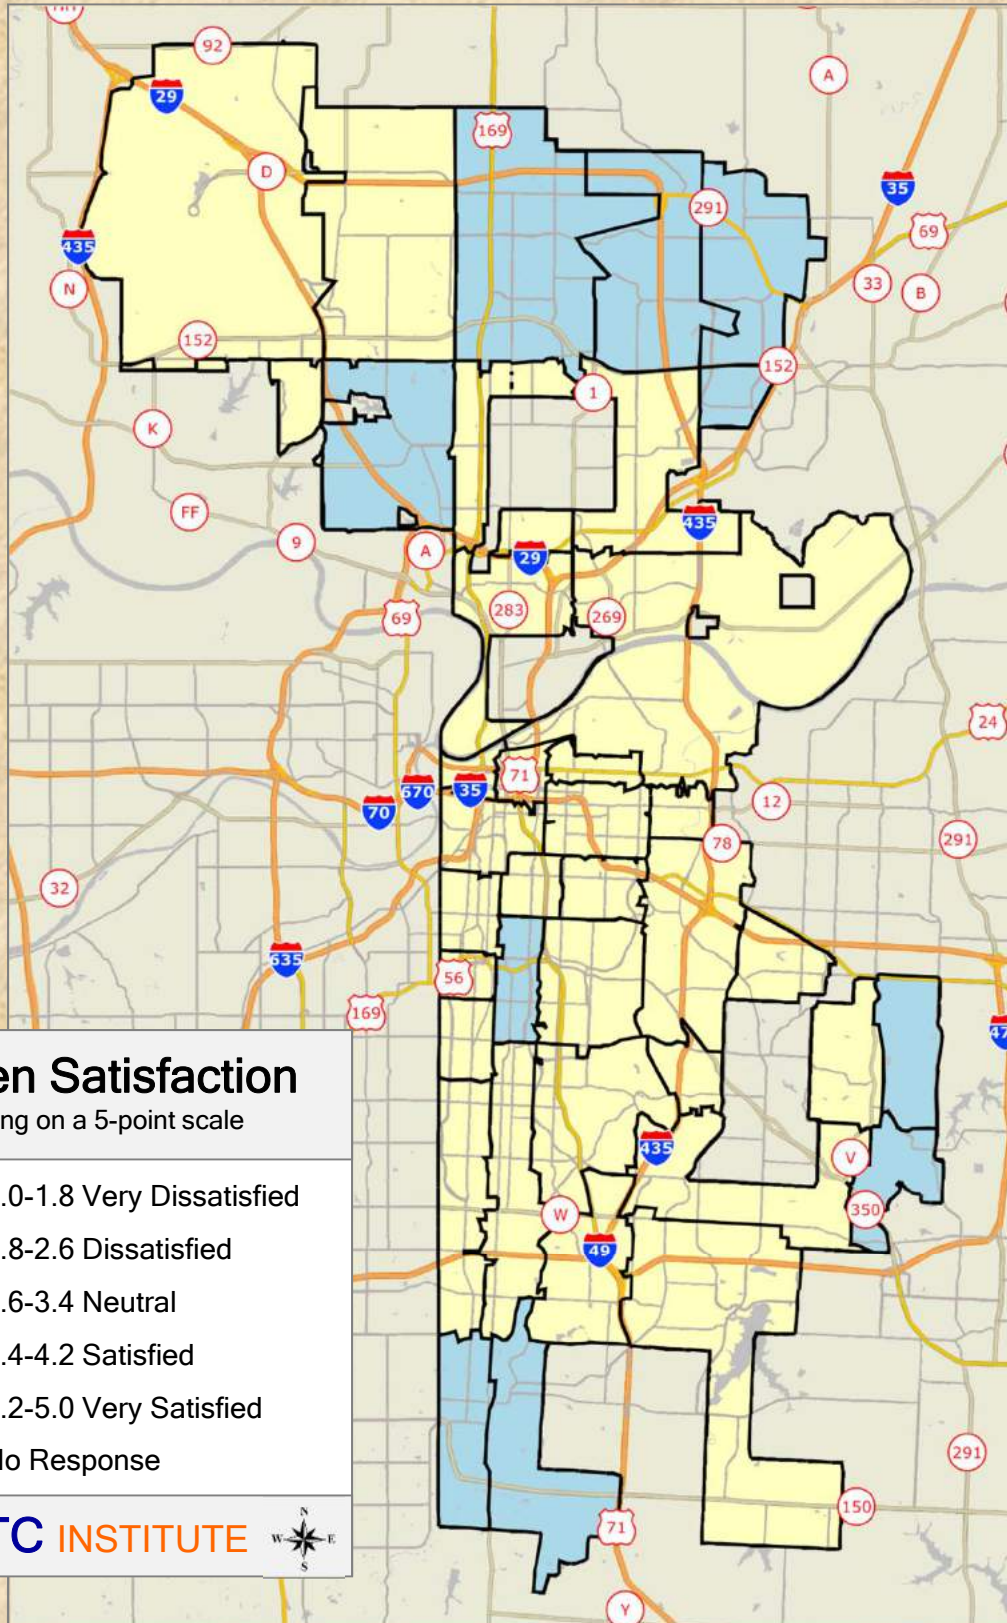 HH
92
A
29
169
D
35
291
69
435
N
33
B
152
152
1
K
FF
9
A
435
29
283
269
69
24
71
670
35
70
12
78
291
32
635
56
169
47
en Satisfaction
ng on a 5-point scale
435
V
.0-1.8 Very Dissatisfied
350
W
.8-2.6 Dissatisfied
49
.6-3.4 Neutral
.4-4.2 Satisfied
.2-5.0 Very Satisfied
No Response
291
150
TC INSTITUTE
N
W
E
S
71
Y